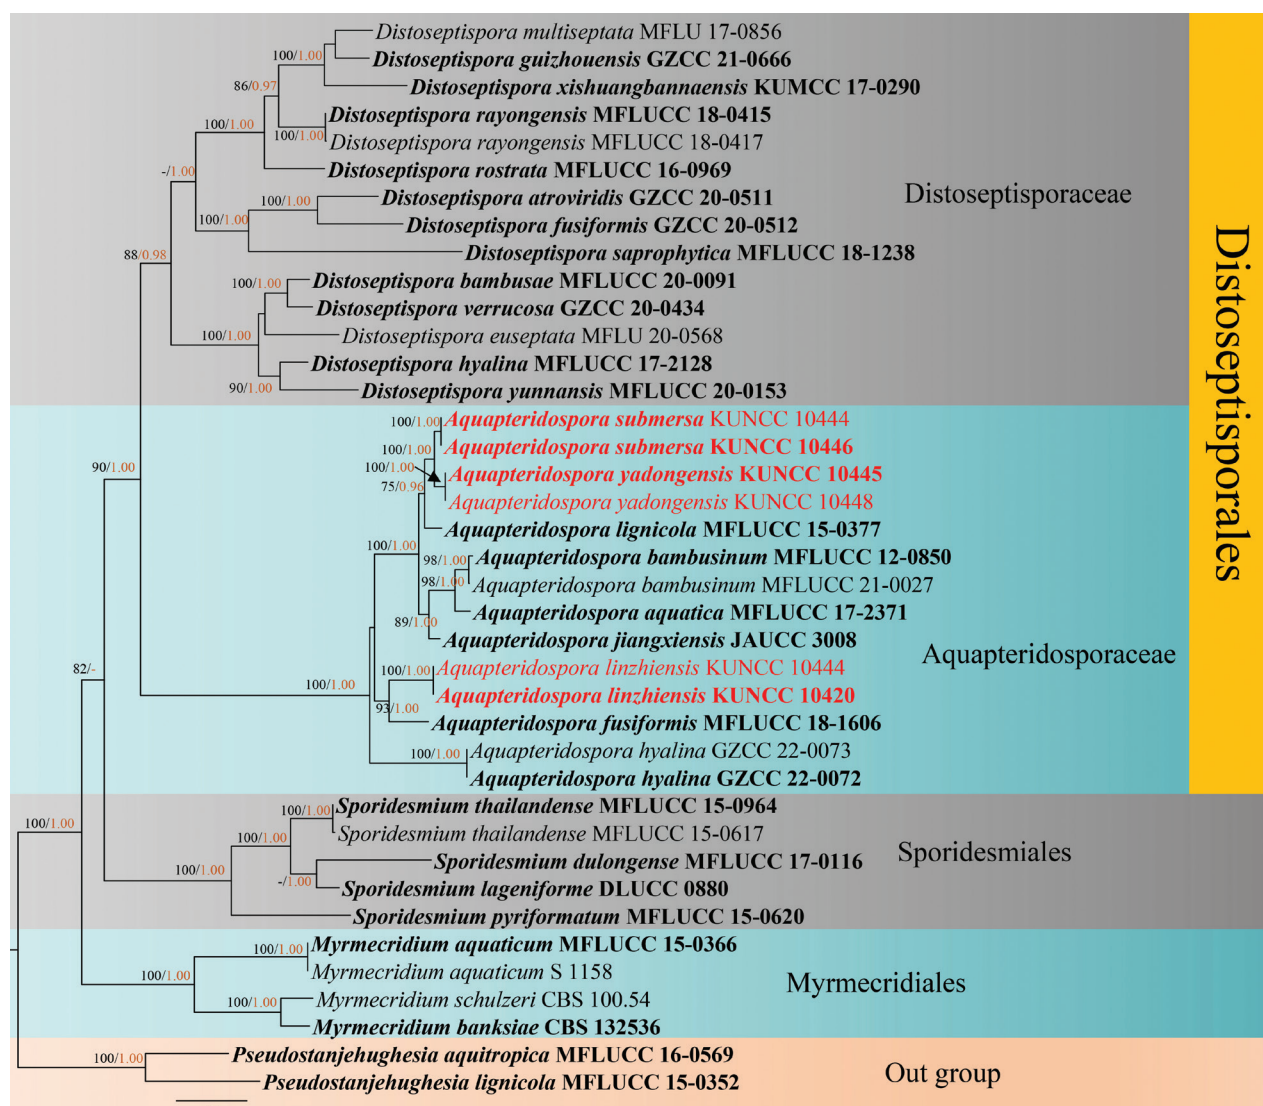 Distoseptispora multiseptata MFLU 17-0856
100/1.00
Distoseptispora guizhouensis GZCC 21-0666
86/0.97
Distoseptispora xishuangbannaensis KUMCC 17-0290
Distoseptispora rayongensis MFLUCC 18-0415
100/1.00
100/1.00
Distoseptispora rayongensis MFLUCC 18-0417
-/1.00
Distoseptispora rostrata MFLUCC 16-0969
Distoseptisporaceae
100/1.00
Distoseptispora atroviridis GZCC 20-0511
100/1.00
Distoseptispora fusiformis GZCC 20-0512
88/0.98
Distoseptispora saprophytica MFLUCC 18-1238
100/1.00
Distoseptispora bambusae MFLUCC 20-0091
Distoseptispora verrucosa GZCC 20-0434
100/1.00
Distoseptispora euseptata MFLU 20-0568
Distoseptispora hyalina MFLUCC 17-2128
90/1.00
Distoseptispora yunnansis MFLUCC 20-0153
Distoseptisporales
100/1.00
Aquapteridospora submersa KUNCC 10444
100/1.00
Aquapteridospora submersa KUNCC 10446
90/1.00
100/1.00
Aquapteridospora yadongensis KUNCC 10445
75/0.96
Aquapteridospora yadongensis KUNCC 10448
Aquapteridospora lignicola MFLUCC 15-0377
100/1.00
98/1.00
Aquapteridospora bambusinum MFLUCC 12-0850
98/1.00
Aquapteridospora bambusinum MFLUCC 21-0027
Aquapteridospora aquatica MFLUCC 17-2371
89/1.00
Aquapteridospora jiangxiensis JAUCC 3008
Aquapteridosporaceae
82/-
100/1.00
Aquapteridospora linzhiensis KUNCC 10444
100/1.00
Aquapteridospora linzhiensis KUNCC 10420
93/1.00
Aquapteridospora fusiformis MFLUCC 18-1606
100/1.00
Aquapteridospora hyalina GZCC 22-0073
Aquapteridospora hyalina GZCC 22-0072
100/1.00
Sporidesmium thailandense MFLUCC 15-0964
100/1.00
100/1.00
Sporidesmium thailandense MFLUCC 15-0617
Sporidesmiales
100/1.00
Sporidesmium dulongense MFLUCC 17-0116
-/1.00
Sporidesmium lageniforme DLUCC 0880
Sporidesmium pyriformatum MFLUCC 15-0620
100/1.00
Myrmecridium aquaticum MFLUCC 15-0366
100/1.00
Myrmecridium aquaticum S 1158
Myrmecridiales
100/1.00
Myrmecridium schulzeri CBS 100.54
Myrmecridium banksiae CBS 132536
100/1.00
Pseudostanjehughesia aquitropica MFLUCC 16-0569
Out group
Pseudostanjehughesia lignicola MFLUCC 15-0352